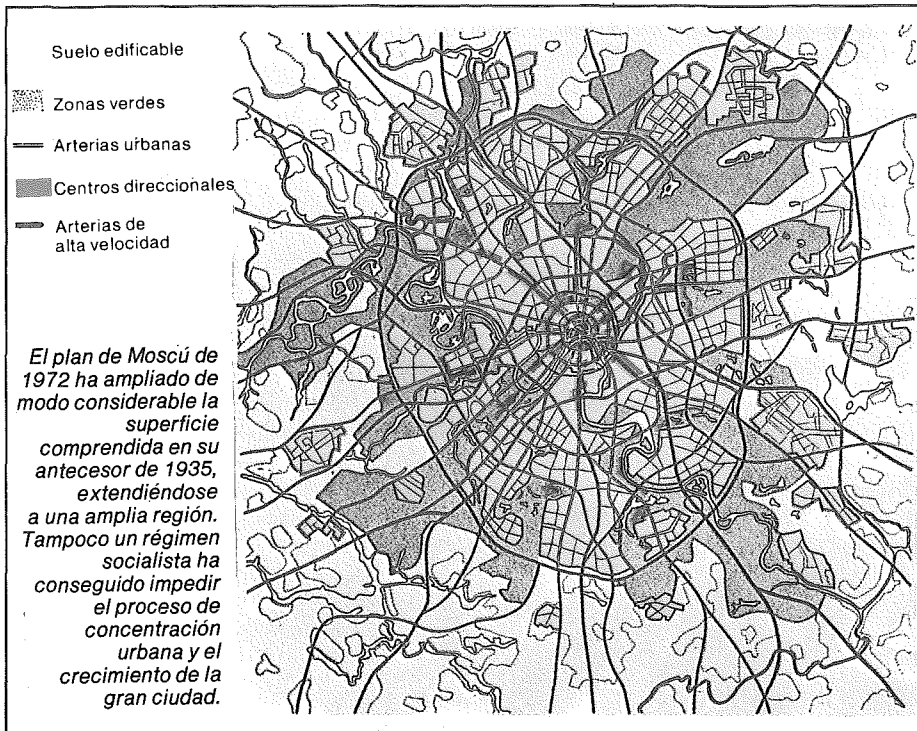 Suelo edificable
Zonas verdes
Arterias urbanas
Centros direccionales
Arterias de
alta velocidad
El plan de Moscú de
1972 ha ampliado de
modo considerable la
superficie
comprendida en su
antecesor de 1935,
extendiéndose
a una amplia región.
Tampoco un régimen
socialista ha
conseguido impedir
el proceso de
concentración
urbana y el
crecimiento de la
gran ciudad.